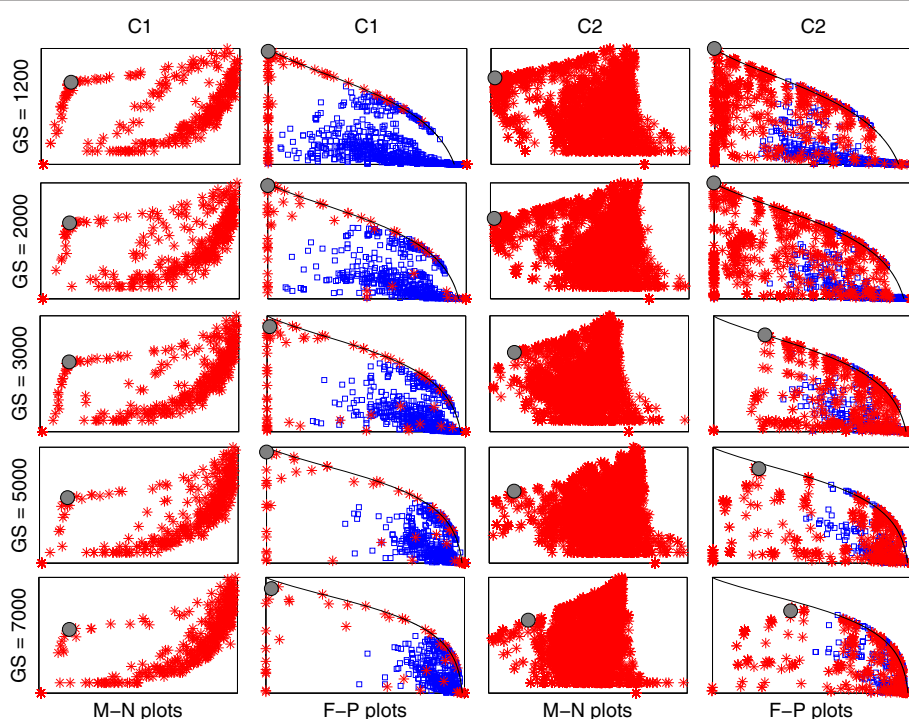 C1 C1 C2 C2
GS = 1200
GS = 2000
GS = 3000
GS = 5000
GS = 7000
M−N plots F−P plots M−N plots F−P plots